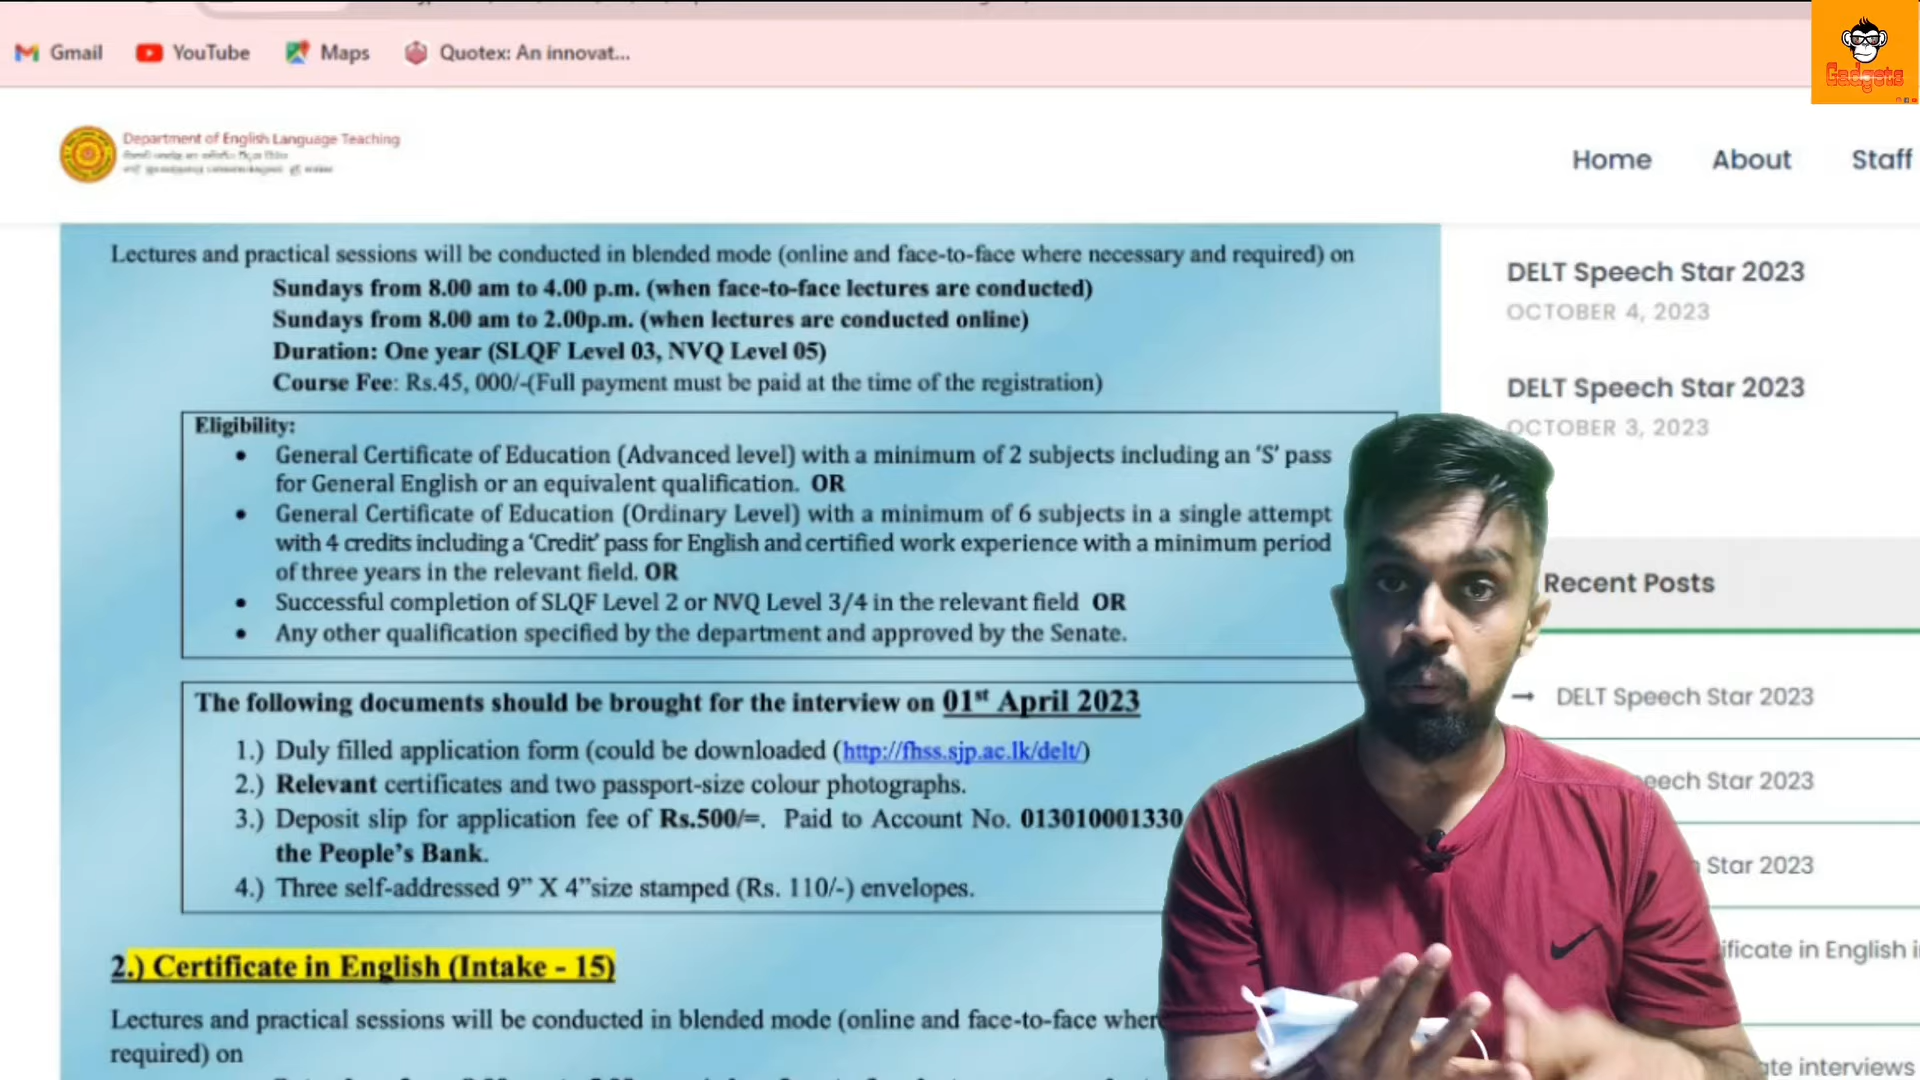 Gmail YouTube Maps Quotex: An innovat...
Gadgets
Department of English Language Teaching
Home About Staff
Lectures and practical sessions will be conducted in blended mode (online and face-to-face where necessary and required) on
Sundays from 8.00 am to 4.00 p.m. (when face-to-face lectures are conducted)
Sundays from 8.00 am to 2.00p.m. (when lectures are conducted online)
Duration: One year (SLQF Level 03, NVQ Level 05)
Course Fee: Rs.45, 000/-(Full payment must be paid at the time of the registration)
Eligibility:
• General Certificate of Education (Advanced level) with a minimum of 2 subjects including an ‘S’ pass
for General English or an equivalent qualification. OR
• General Certificate of Education (Ordinary Level) with a minimum of 6 subjects in a single attempt
with 4 credits including a ‘Credit’ pass for English and certified work experience with a minimum period
of three years in the relevant field. OR
• Successful completion of SLQF Level 2 or NVQ Level 3/4 in the relevant field OR
• Any other qualification specified by the department and approved by the Senate.
The following documents should be brought for the interview on 01st April 2023
1.) Duly filled application form (could be downloaded (http://fhss.sjp.ac.lk/delt/)
2.) Relevant certificates and two passport-size colour photographs.
3.) Deposit slip for application fee of Rs.500/=. Paid to Account No. 013010001330
the People’s Bank.
4.) Three self-addressed 9” X 4”size stamped (Rs. 110/-) envelopes.
2.) Certificate in English (Intake - 15)
Lectures and practical sessions will be conducted in blended mode (online and face-to-face wher
required) on
DELT Speech Star 2023
OCTOBER 4, 2023
DELT Speech Star 2023
OCTOBER 3, 2023
Recent Posts
→ DELT Speech Star 2023
eech Star 2023
Star 2023
ificate in English i
te interviews